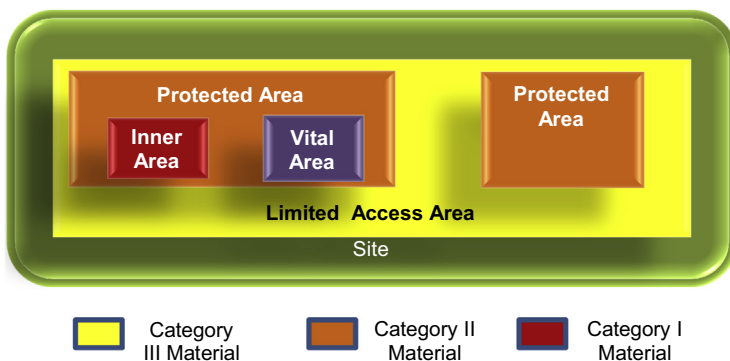 Protected Area
Protected
Area
Inner
Area
Vital
Area
Limited Access Area
Site
Category
III Material
Category II
Material
Category I
Material